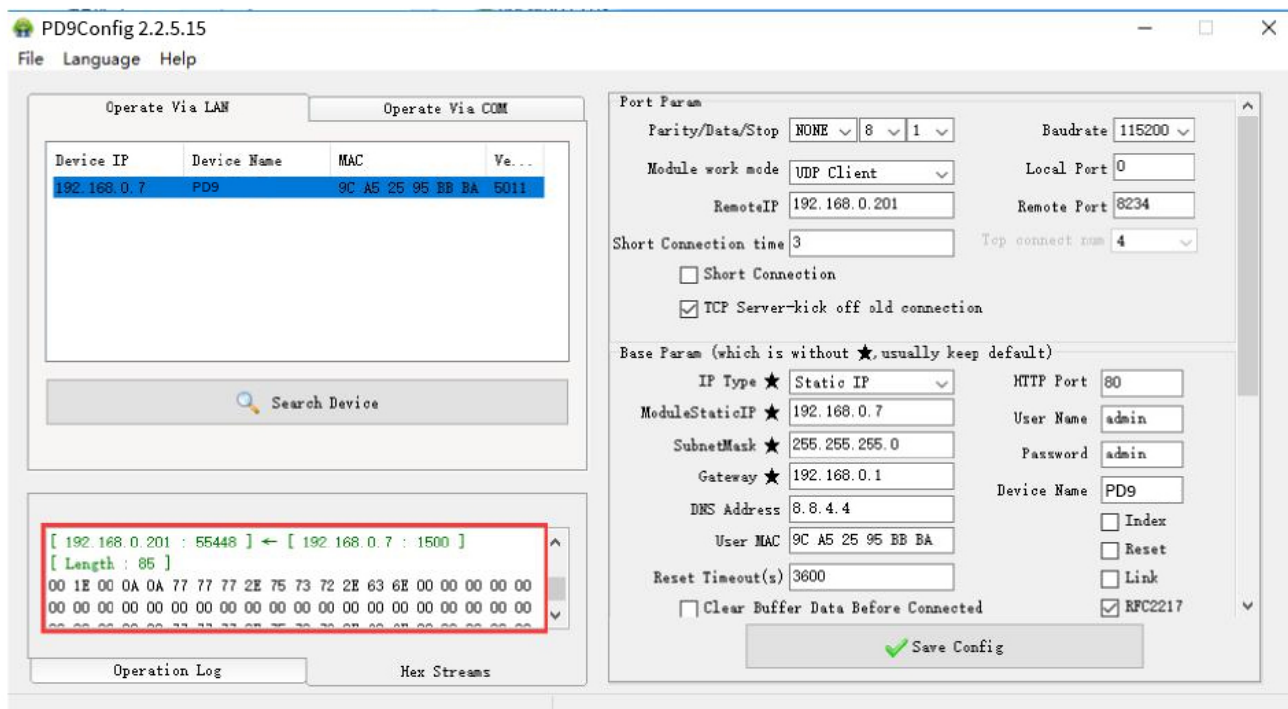 PD9Config 2.2.5.15
File Language Help
Operate Via LAN Operate Via COM
Device IP Device Name MAC Ve...
192.168.0.7 PD9 9C A5 25 95 BB BA 5011
Search Device
[ 192.168.0.201 : 55448 ] ← [ 192.168.0.7 : 1500 ]
[ Length : 85 ]
00 1E 00 0A 0A 77 77 77 2E 75 73 72 2E 63 6E 00 00 00 00 00
00 00 00 00 00 00 00 00 00 00 00 00 00 00 00 00 00 00 00 00
Operation Log Hex Streams
Port Param
Parity/Data/Stop NONE 8 1 Baudrate 115200
Module work mode UDP Client Local Port 0
RemoteIP 192.168.0.201 Remote Port 8234
Short Connection time 3 Tcp connect num 4
Short Connection
TCP Server-kick off old connection
Base Param (which is without ★,usually keep default)
IP Type ★ Static IP HTTP Port 80
ModuleStaticIP ★ 192.168.0.7 User Name admin
SubnetMask ★ 255.255.255.0 Password admin
Gateway ★ 192.168.0.1 Device Name PD9
DNS Address 8.8.4.4 Index
User MAC 9C A5 25 95 BB BA Reset
Reset Timeout(s) 3600 Link
Clear Buffer Data Before Connected RFC2217
Save Config